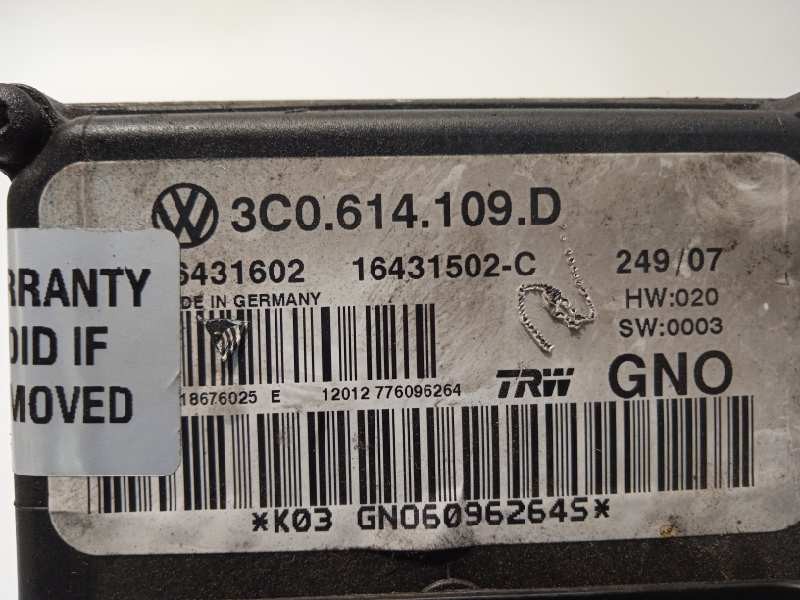 3C0.614.109.D
6431602 16431502-C 249/07
DE IN GERMANY HW:020
SW:0003
18676025 E 12012 776096264 TRW GNO
*K03 GNO60962645*
RRANTY
OID IF
MOVED